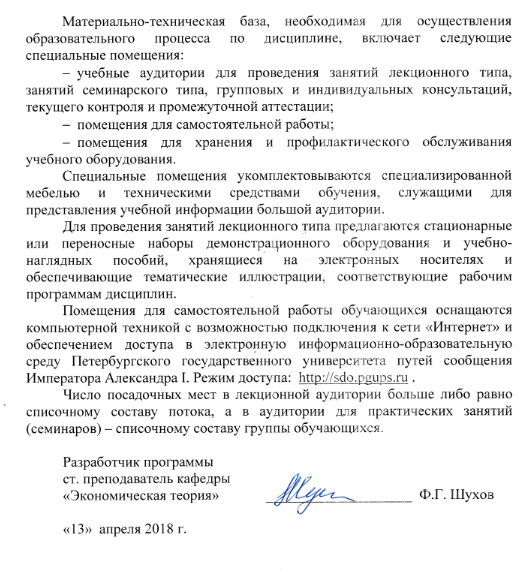 Материально-техническая база, необходимая для осуществления
образовательного процесса по дисциплине, включает следующие
специальные помещения:
– учебные аудитории для проведения занятий лекционного типа,
занятий семинарского типа, групповых и индивидуальных консультаций,
текущего контроля и промежуточной аттестации;
– помещения для самостоятельной работы;
– помещения для хранения и профилактического обслуживания
учебного оборудования.
Специальные помещения укомплектовываются специализированной
мебелью и техническими средствами обучения, служащими для
представления учебной информации большой аудитории.
Для проведения занятий лекционного типа предлагаются стационарные
или переносные наборы демонстрационного оборудования и учебно-
наглядных пособий, хранящиеся на электронных носителях и
обеспечивающие тематические иллюстрации, соответствующие рабочим
программам дисциплин.
Помещения для самостоятельной работы обучающихся оснащаются
компьютерной техникой с возможностью подключения к сети «Интернет» и
обеспечением доступа в электронную информационно-образовательную
среду Петербургского государственного университета путей сообщения
Императора Александра I. Режим доступа: http://sdo.pgups.ru .
Число посадочных мест в лекционной аудитории больше либо равно
списочному составу потока, а в аудитории для практических занятий
(семинаров) – списочному составу группы обучающихся.
Разработчик программы
ст. преподаватель кафедры
«Экономическая теория» Ф.Г. Шухов
«13» апреля 2018 г.